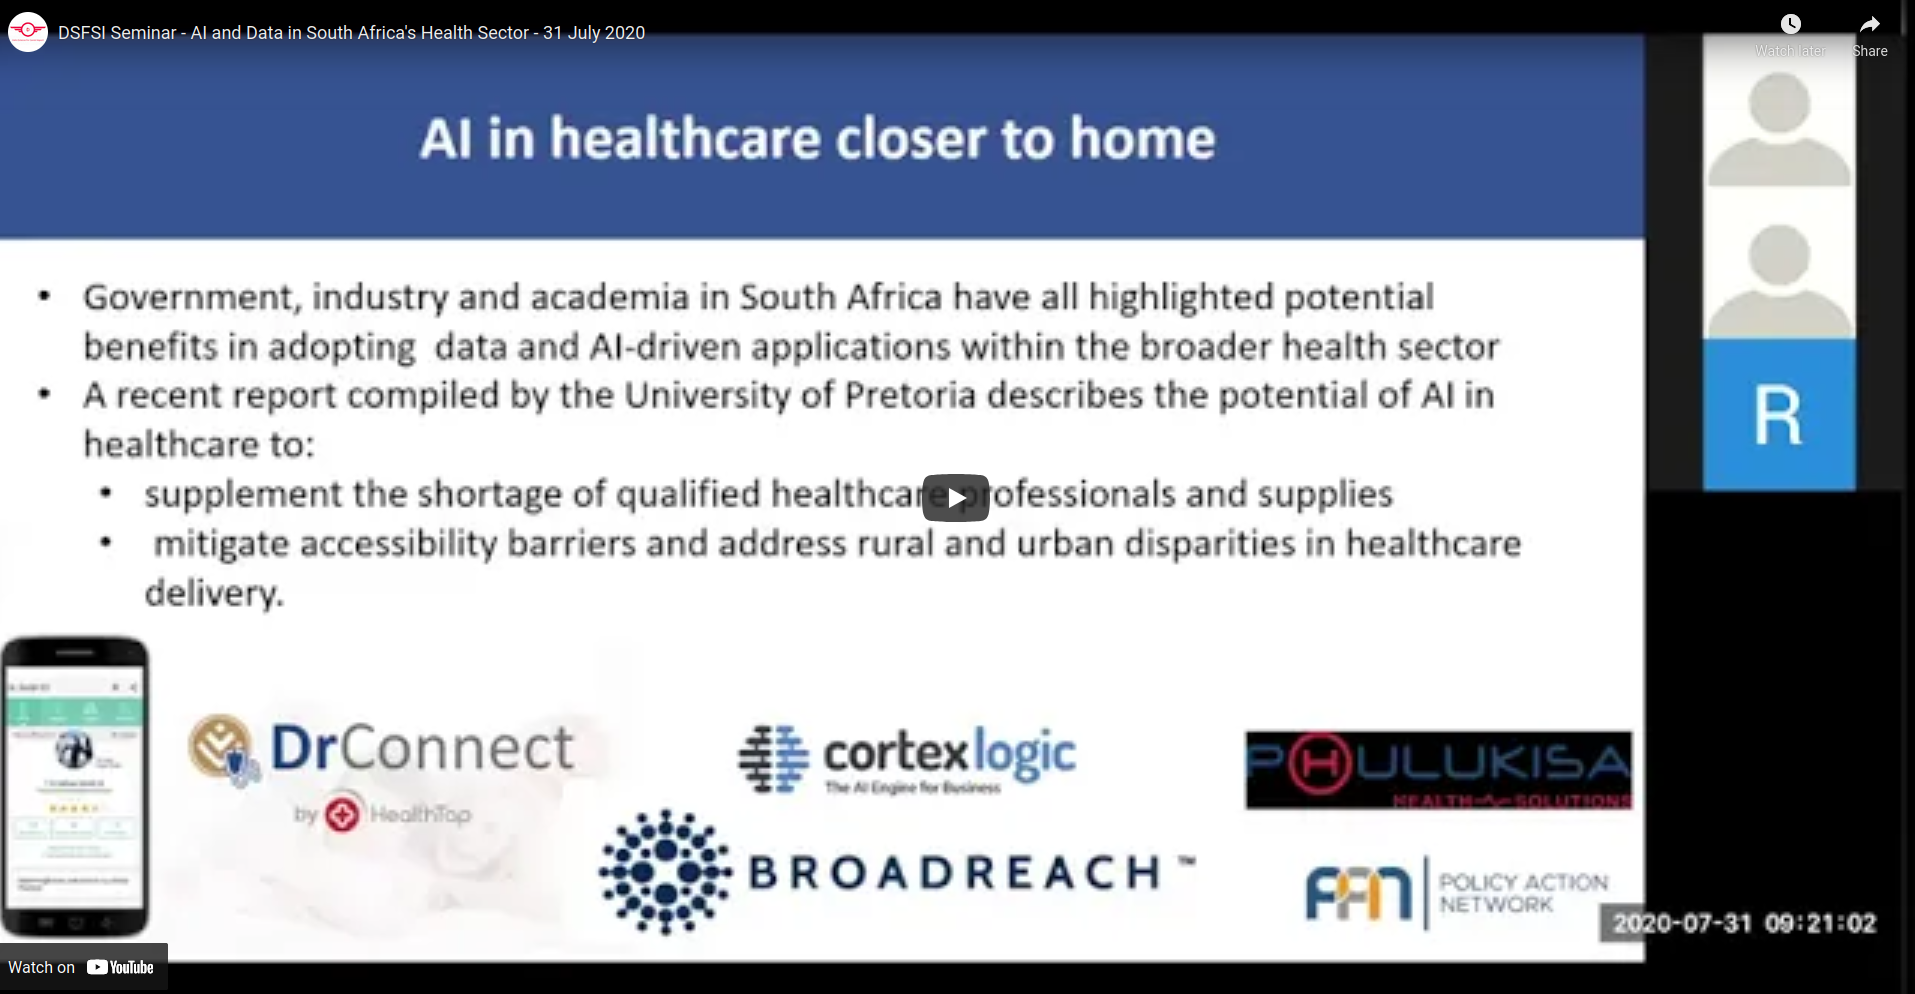 DSFSI Seminar - AI and Data in South Africa's Health Sector - 31 July 2020
Watch later
Share
AI in healthcare closer to home
R
• Government, industry and academia in South Africa have all highlighted potential
benefits in adopting data and AI-driven applications within the broader health sector
• A recent report compiled by the University of Pretoria describes the potential of AI in
healthcare to:
• supplement the shortage of qualified healthcare professionals and supplies
• mitigate accessibility barriers and address rural and urban disparities in healthcare
delivery.
DrConnect
by HealthTap
cortex logic
The AI Engine for Business
PHULUKISA
HEALTH SOLUTIONS
BROADREACH ™
PAN
POLICY ACTION
NETWORK
2020-07-31 09:21:02
Watch on YouTube